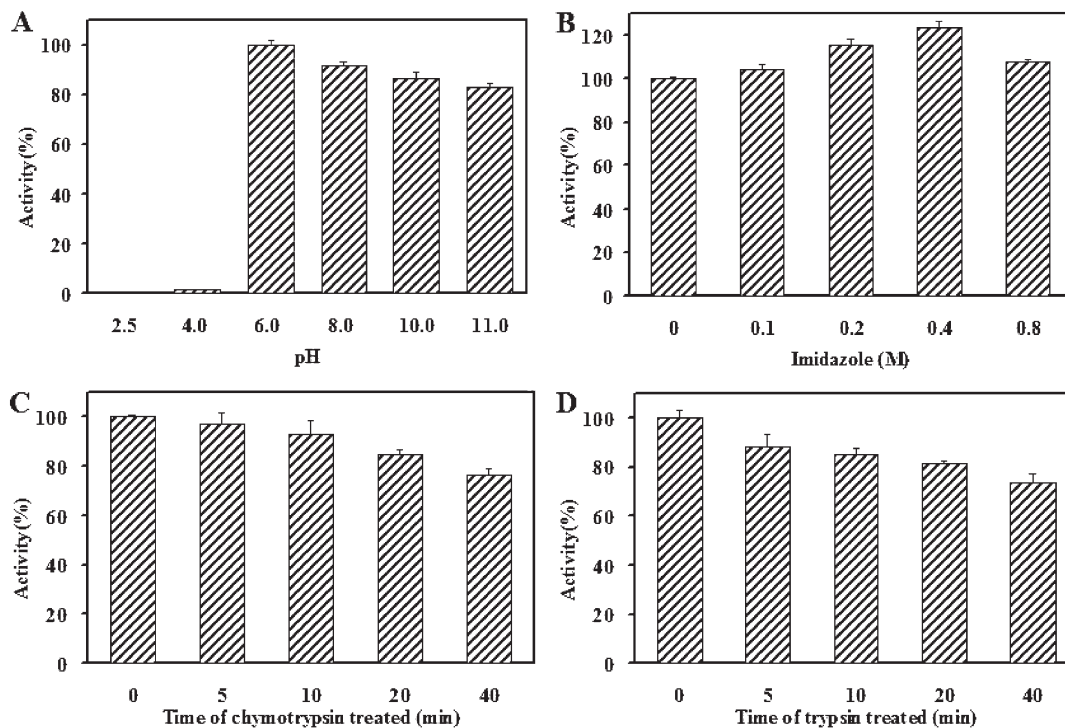 A
Activity (%)
100
80
60
40
20
0
2.5 4.0 6.0 8.0 10.0 11.0
pH
B
Activity (%)
120
100
80
60
40
20
0
0 0.1 0.2 0.4 0.8
Imidazole (M)
C
Activity (%)
100
80
60
40
20
0
0 5 10 20 40
Time of chymotrypsin treated (min)
D
Activity (%)
100
80
60
40
20
0
0 5 10 20 40
Time of trypsin treated (min)